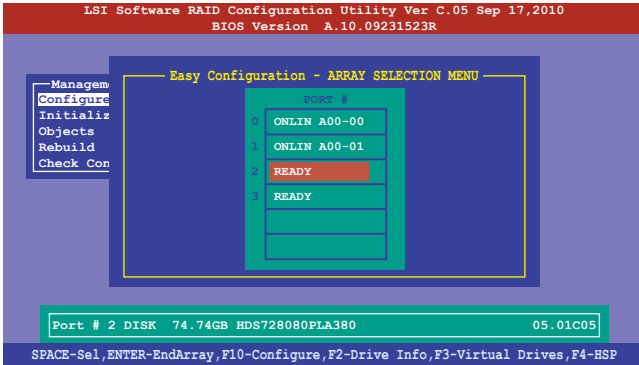 LSI Software RAID Configuration Utility Ver C.05 Sep 17,2010
BIOS Version A.10.09231523R
Easy Configuration - ARRAY SELECTION MENU
Managem
Configure
Initializ
Objects
Rebuild
Check Con
PORT #
0 ONLIN A00-00
1 ONLIN A00-01
2 READY
3 READY
Port # 2 DISK 74.74GB HDS728080PLA380 05.01C05
SPACE-Sel,ENTER-EndArray,F10-Configure,F2-Drive Info,F3-Virtual Drives,F4-HSP